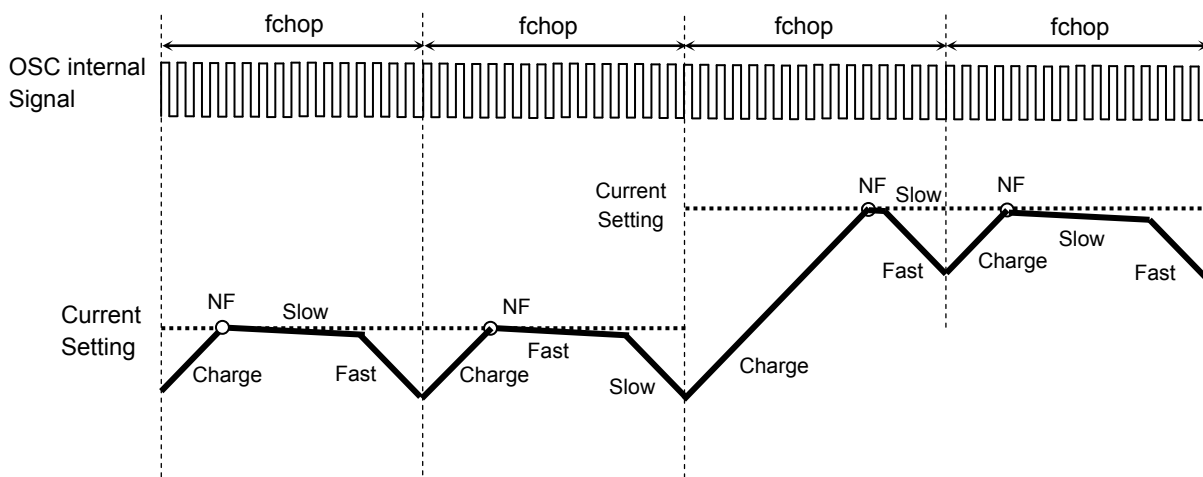 fchop
fchop
fchop
fchop
OSC internal
Signal
Current
Setting
NF
Slow
NF
Slow
Fast
Charge
Fast
Charge
Current
Setting
NF
Slow
NF
Fast
Charge
Fast
Charge
Slow